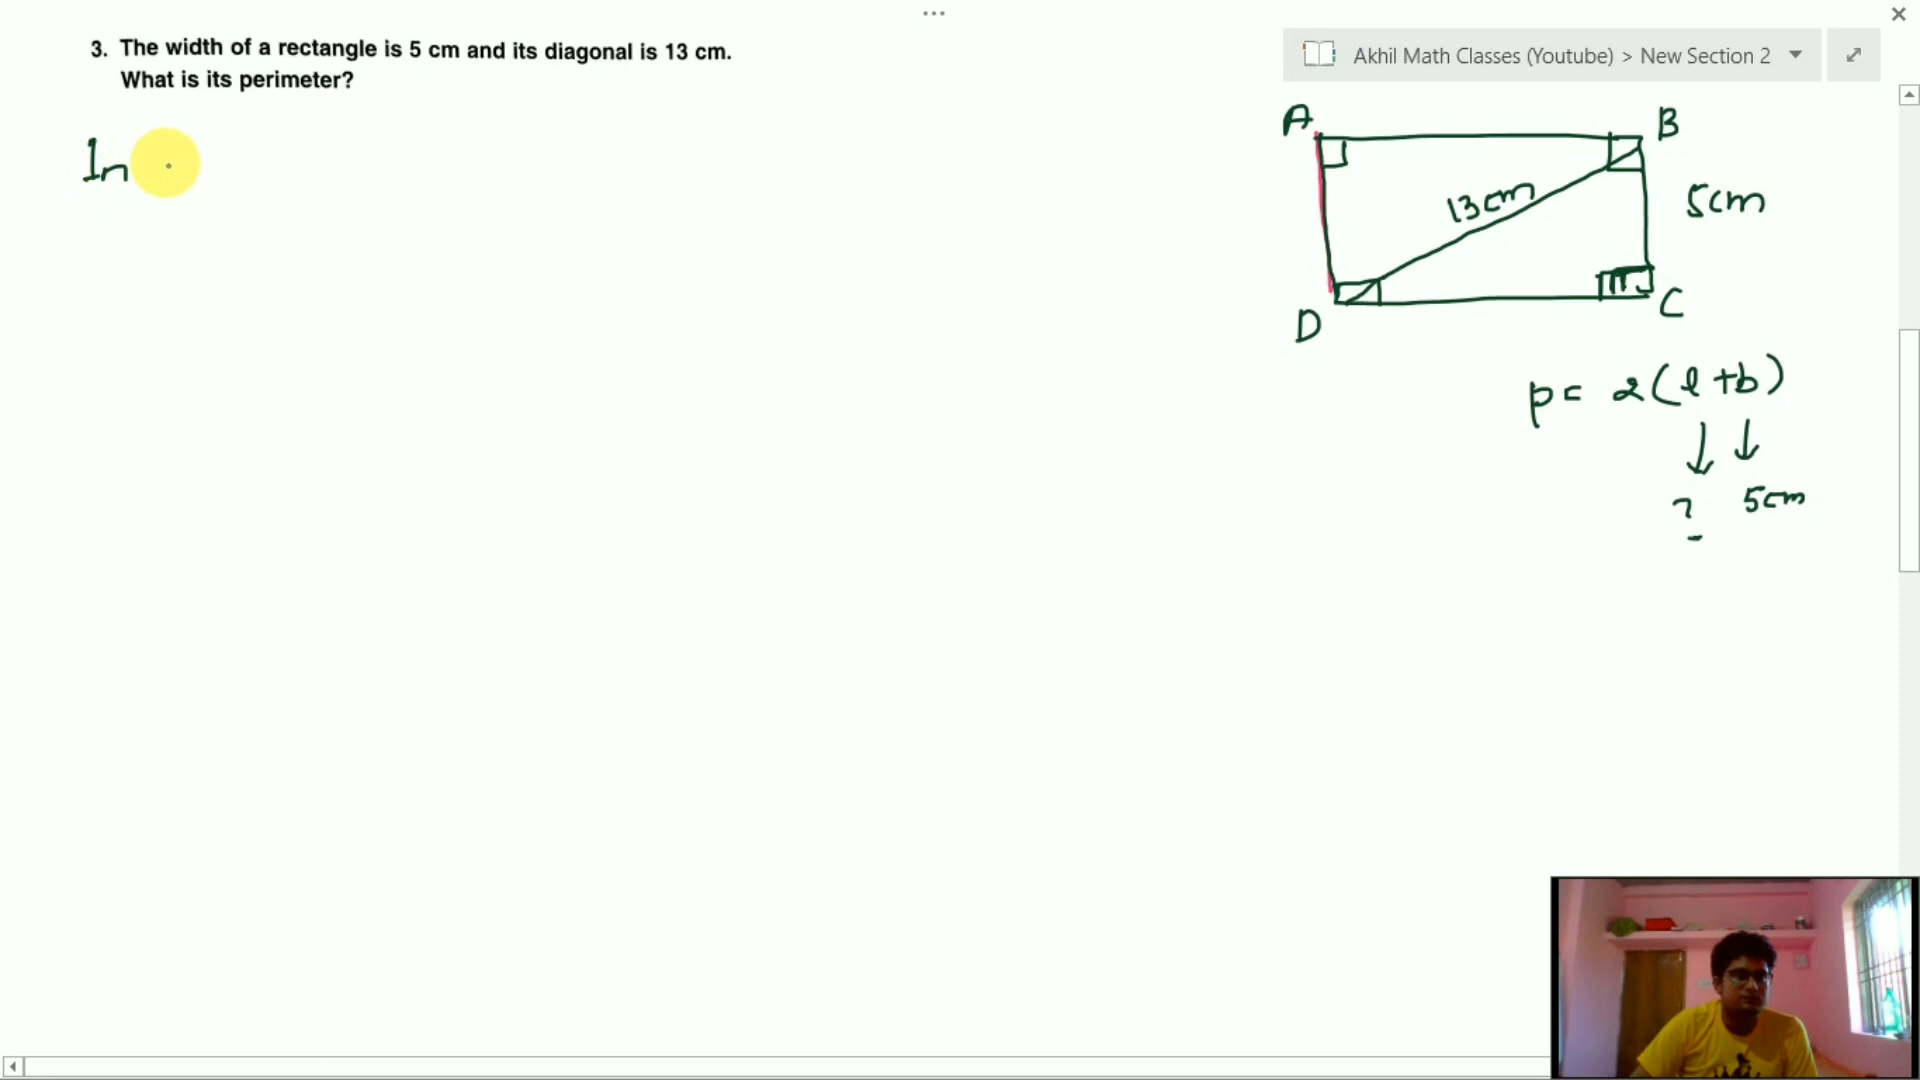 3. The width of a rectangle is 5 cm and its diagonal is 13 cm.
What is its perimeter?
Akhil Math Classes (Youtube) > New Section 2
In
A
B
13cm
5cm
D
C
p= 2(l+b)
? 5cm